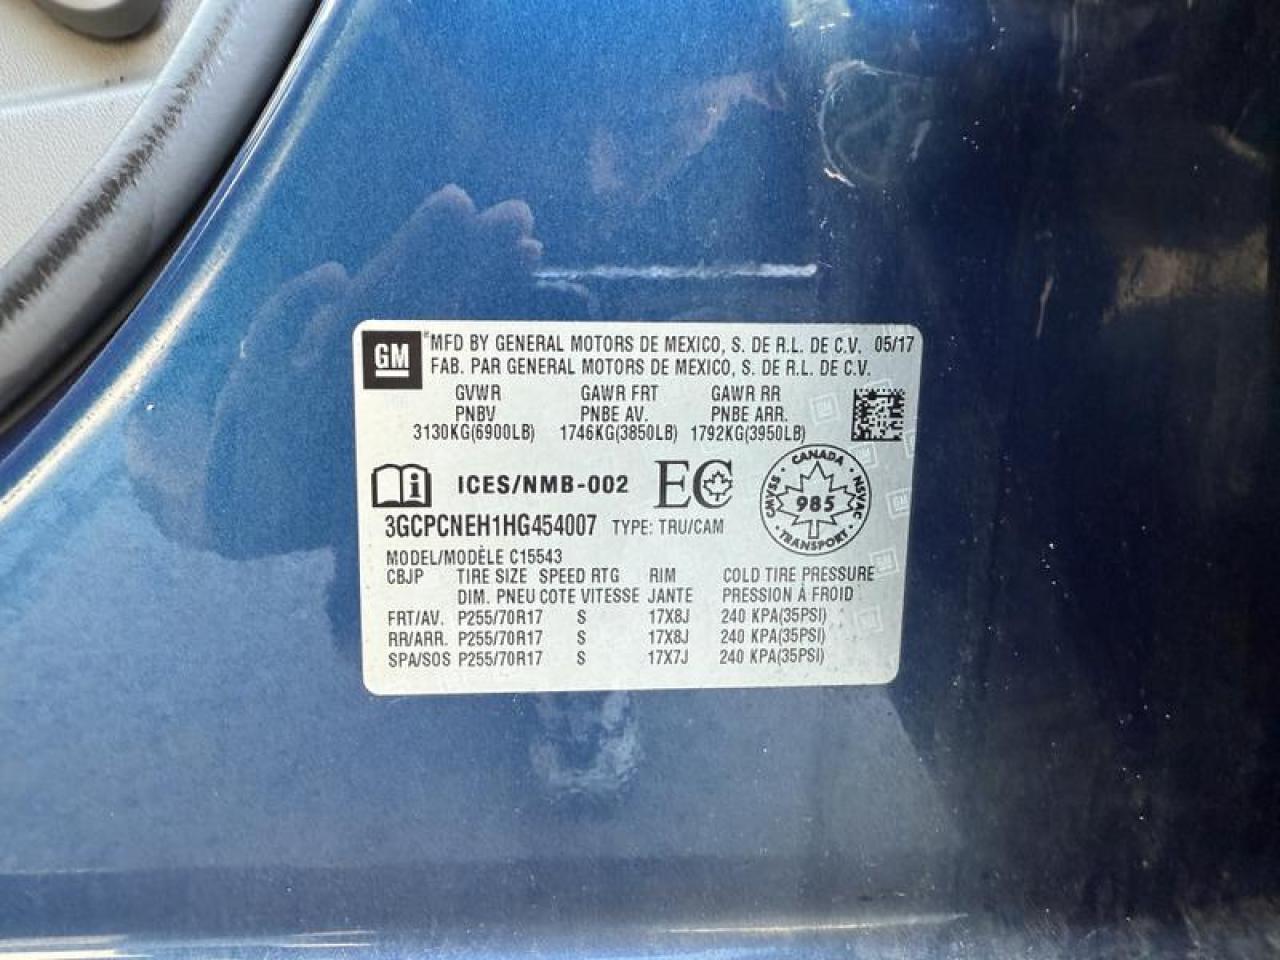 GM MFD BY GENERAL MOTORS DE MEXICO, S. DE R.L. DE C.V. 05/17
FAB. PAR GENERAL MOTORS DE MEXICO, S. DE R.L. DE C.V.
GVWR GAWR FRT GAWR RR
PNBV PNBE AV. PNBE ARR.
3130KG(6900LB) 1746KG(3850LB) 1792KG(3950LB)
i ICES/NMB-002 EC
CANADA
CMVSS 985 NSVAC
TRANSPORT
3GCPCNEH1HG454007 TYPE: TRU/CAM
MODEL/MODÈLE C15543
CBJP TIRE SIZE SPEED RTG RIM COLD TIRE PRESSURE
DIM. PNEU COTE VITESSE JANTE PRESSION À FROID
FRT/AV. P255/70R17 S 17X8J 240 KPA(35PSI)
RR/ARR. P255/70R17 S 17X8J 240 KPA(35PSI)
SPA/SOS P255/70R17 S 17X7J 240 KPA(35PSI)